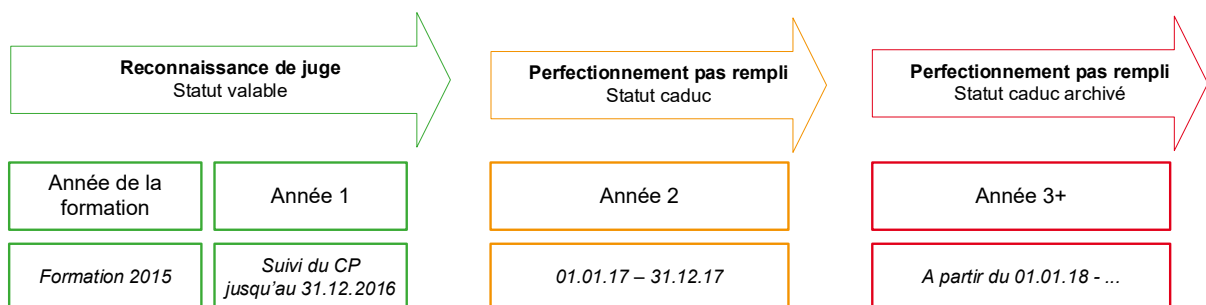 Reconnaissance de juge
Statut valable
Perfectionnement pas rempli
Statut caduc
Perfectionnement pas rempli
Statut caduc archivé
Année de la
formation
Année 1
Année 2
Année 3+
Formation 2015
Suivi du CP
jusqu'au 31.12.2016
01.01.17 – 31.12.17
A partir du 01.01.18 - ...